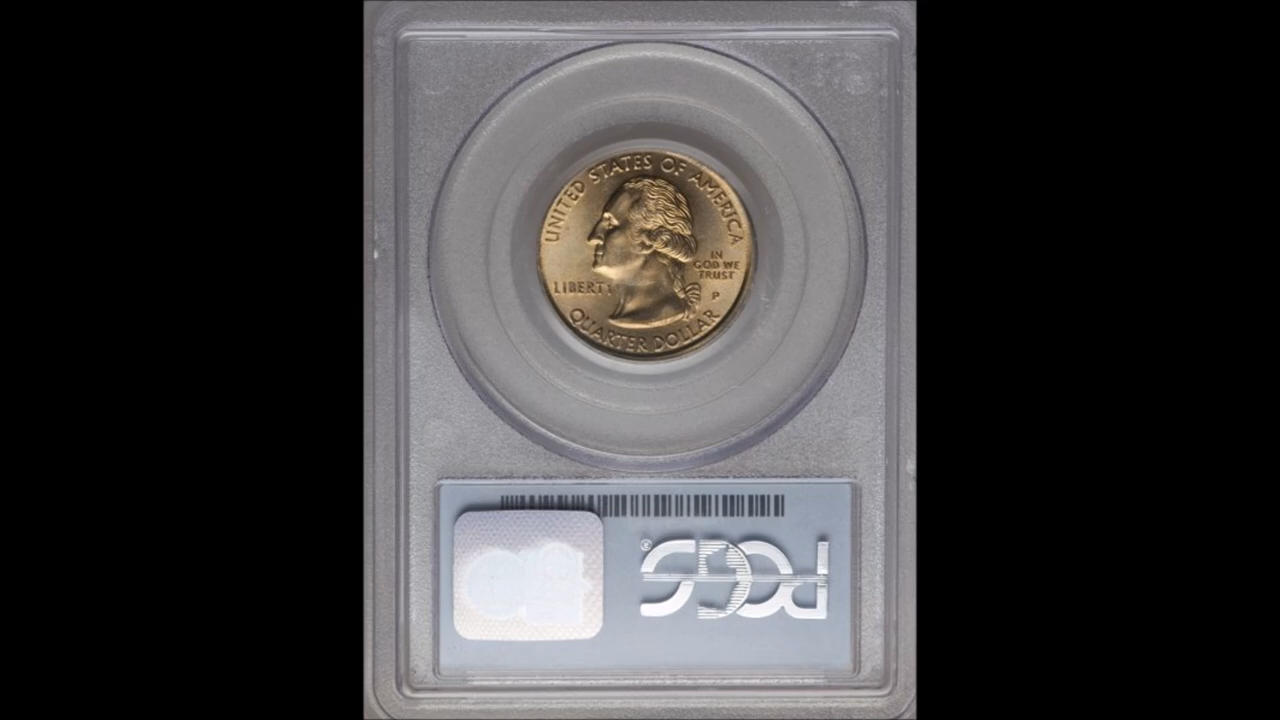 UNITED STATES OF AMERICA
IN
GOD WE
TRUST
LIBERTY
P
QUARTER DOLLAR
PCGS
®